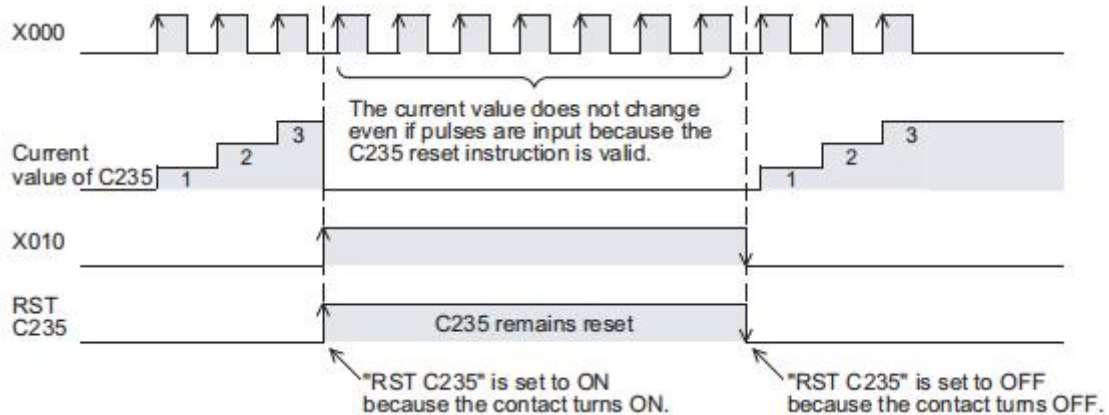 X000
The current value does not change
even if pulses are input because the
C235 reset instruction is valid.
Current
value of C235
1
2
3
1
2
3
X010
RST
C235
C235 remains reset
"RST C235" is set to ON
because the contact turns ON.
"RST C235" is set to OFF
because the contact turns OFF.